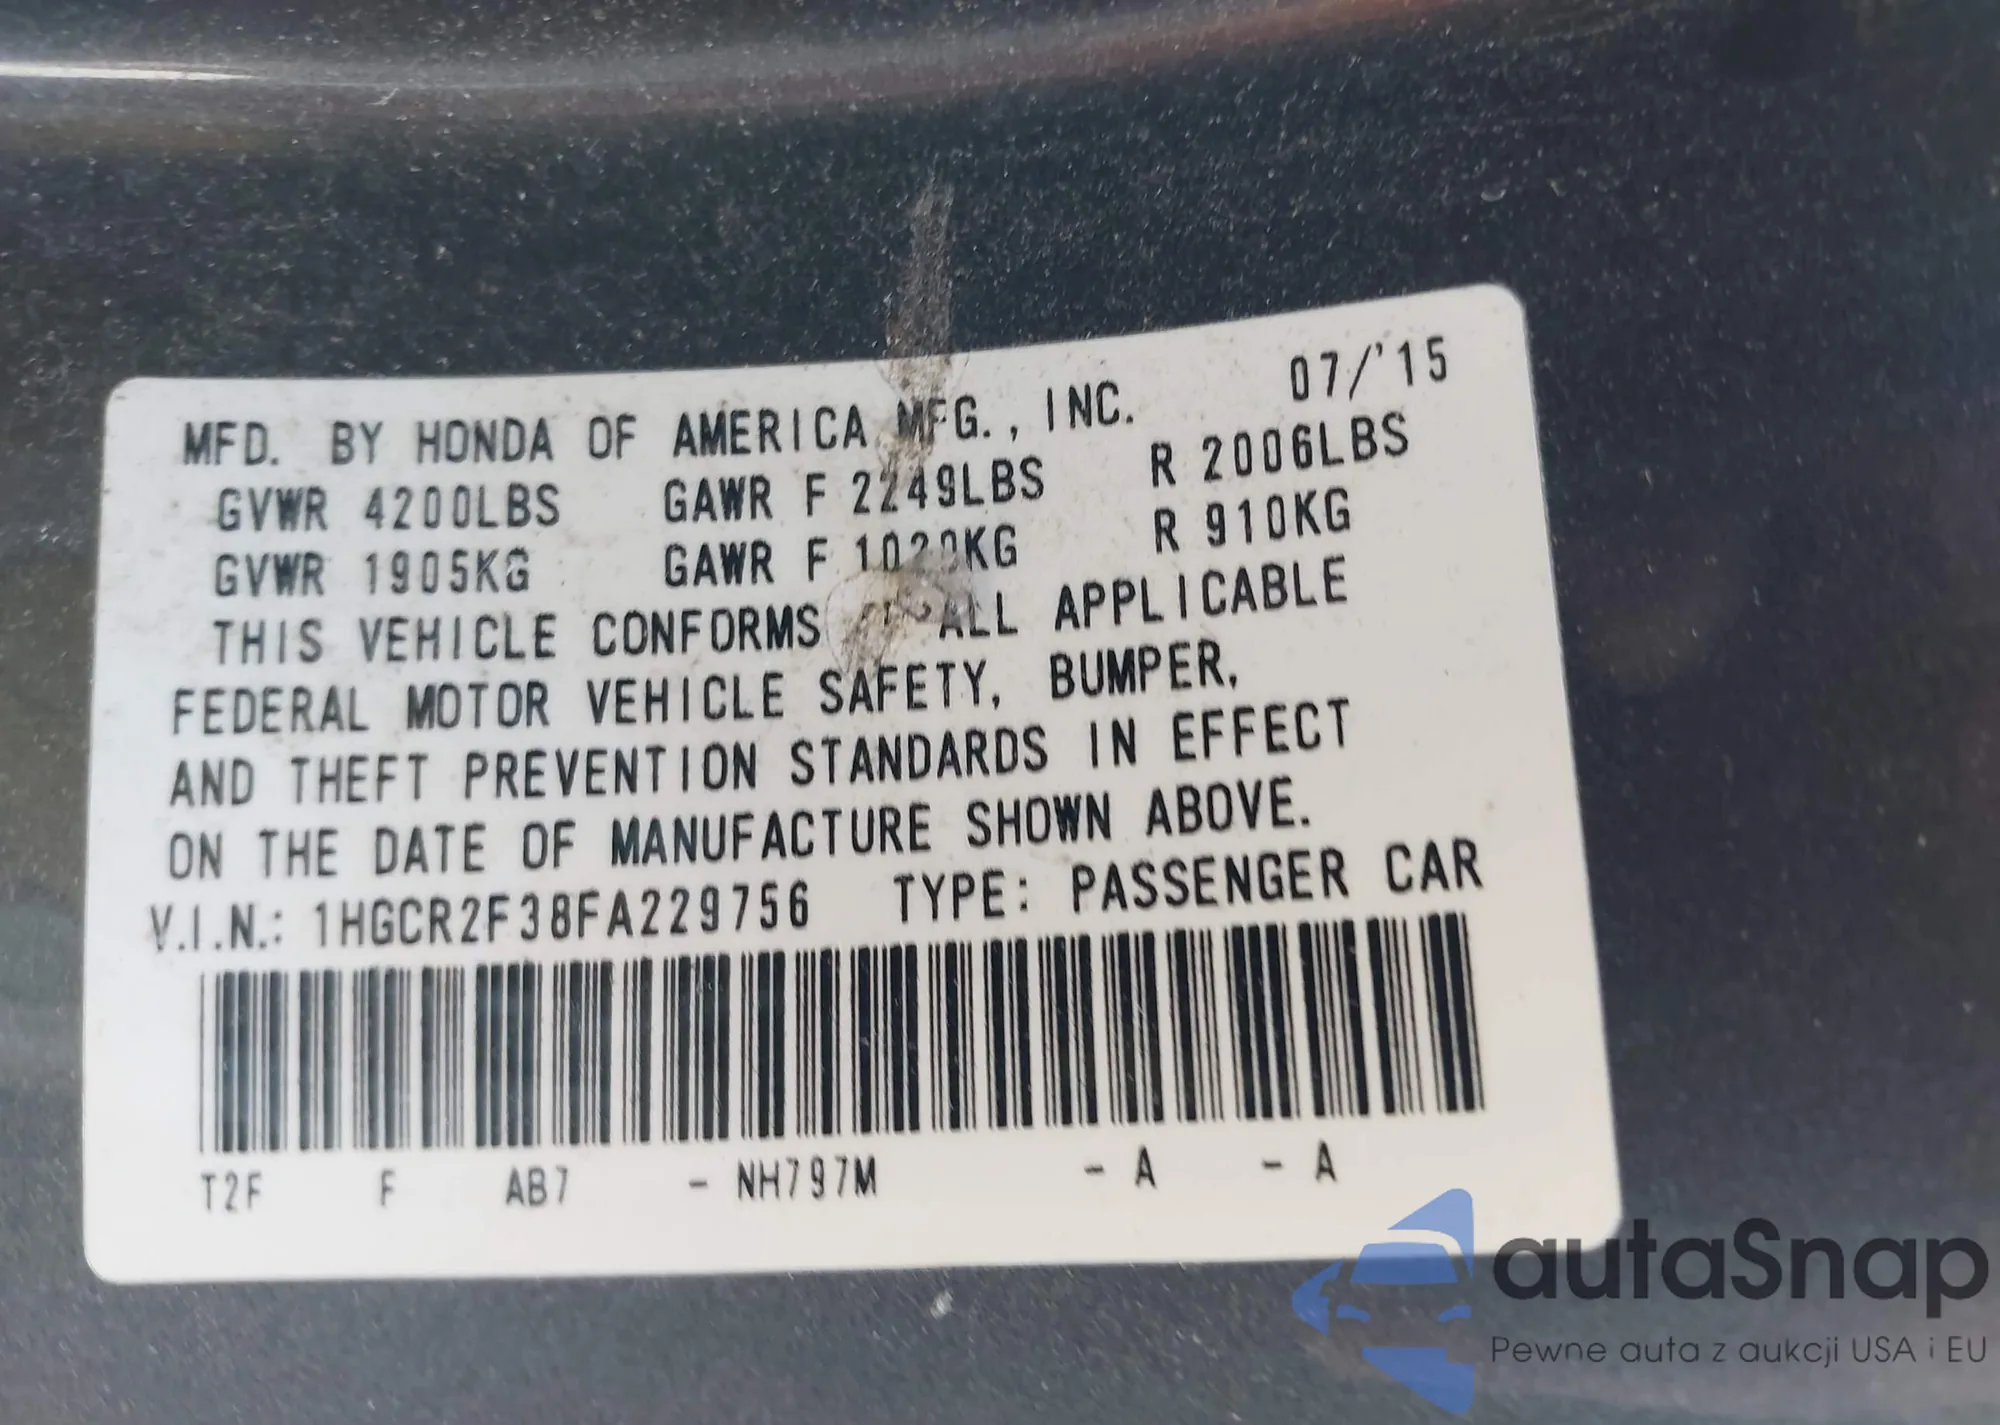 MFD. BY HONDA OF AMERICA MFG., INC. 07/'15
GVWR 4200LBS GAWR F 2249LBS R 2006LBS
GVWR 1905KG GAWR F 1020KG R 910KG
THIS VEHICLE CONFORMS ALL APPLICABLE
FEDERAL MOTOR VEHICLE SAFETY, BUMPER,
AND THEFT PREVENTION STANDARDS IN EFFECT
ON THE DATE OF MANUFACTURE SHOWN ABOVE.
V.I.N.: 1HGCR2F38FA229756 TYPE: PASSENGER CAR
T2F F AB7 - NH797M - A - A
autaSnap
Pewne auta z aukcji USA i EU